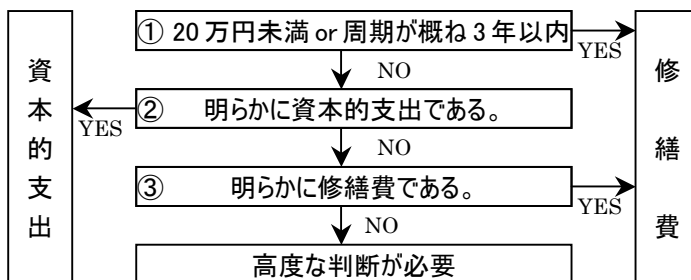 ① 20 万円未満 or 周期が概ね 3 年以内
YES
NO
② 明らかに資本的支出である。
YES
NO
③ 明らかに修繕費である。
YES
NO
高度な判断が必要
資本的支出
修繕費